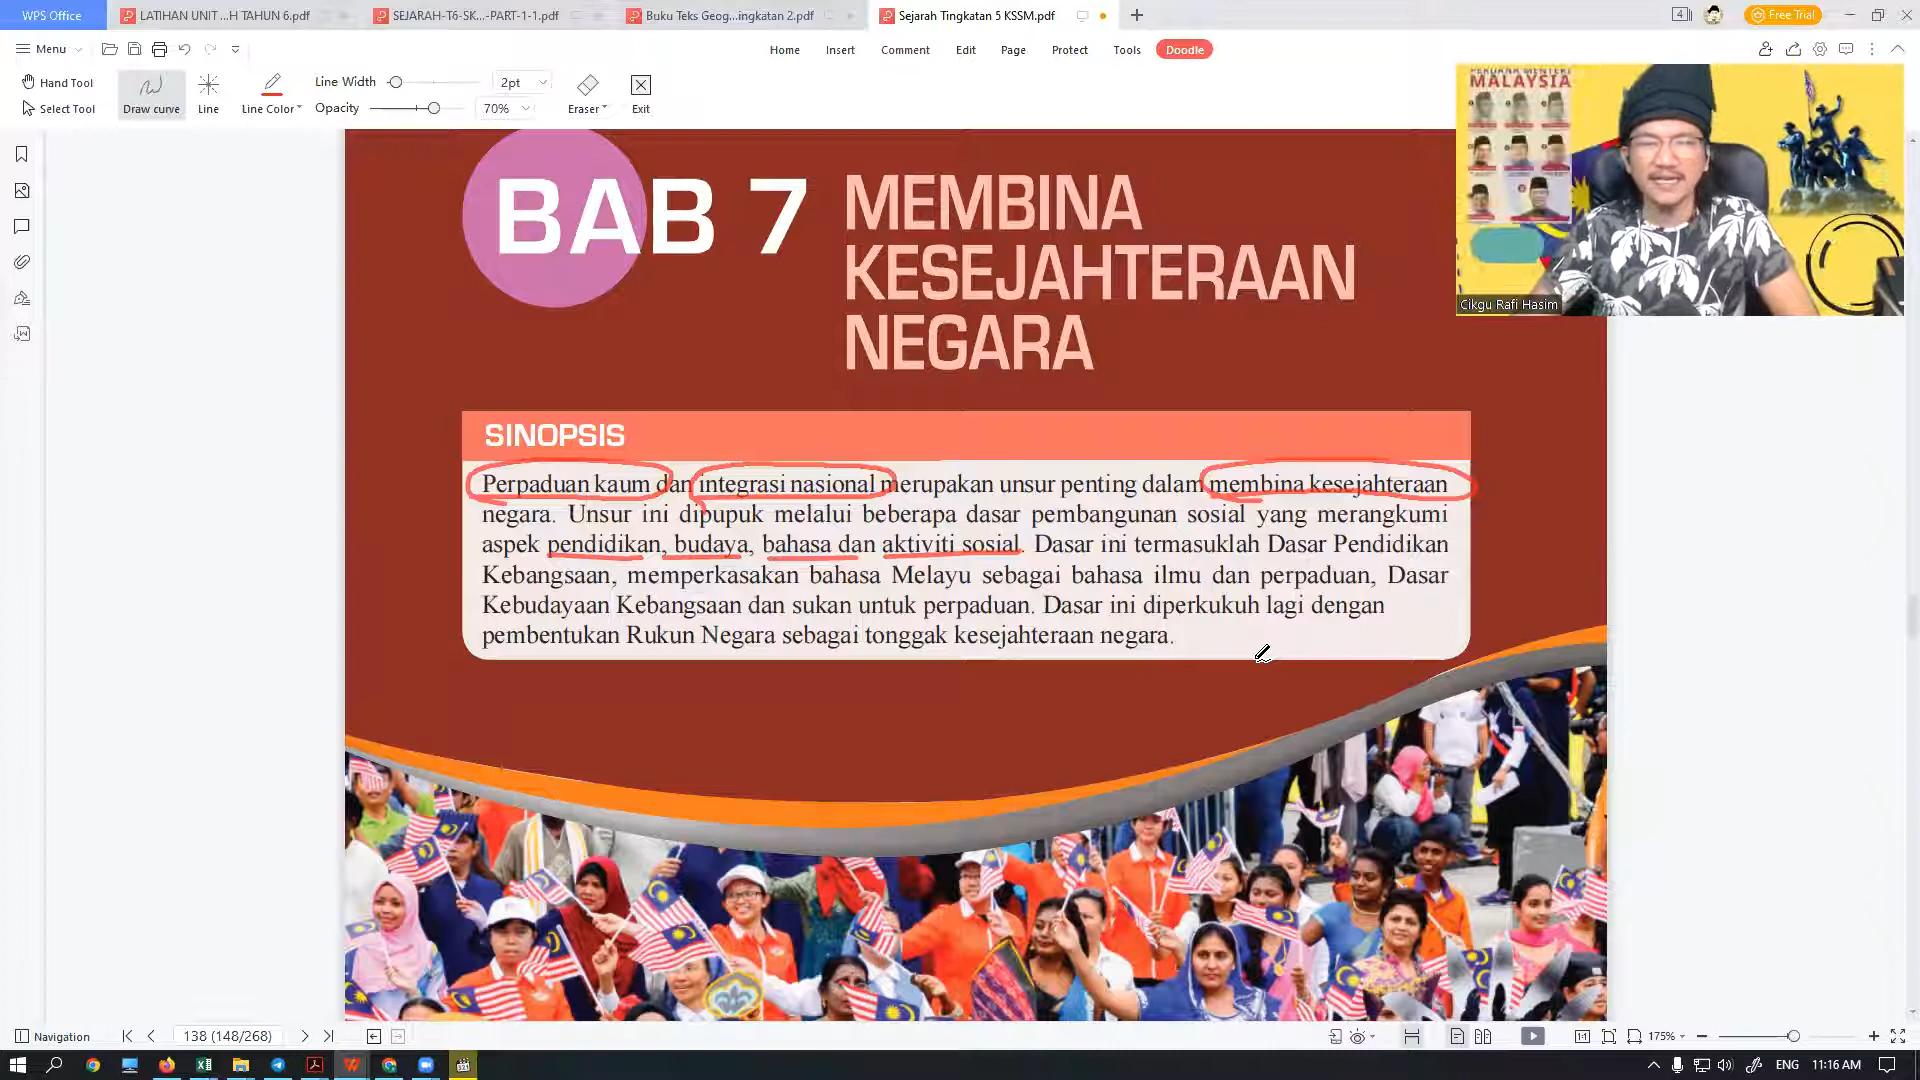 WPS Office
LATIHAN UNIT ...H TAHUN 6.pdf
SEJARAH-T6-SK...-PART-1-1.pdf
Buku Teks Geog...ingkatan 2.pdf
Sejarah Tingkatan 5 KSSM.pdf
4
Free Trial
Menu
Home Insert Comment Edit Page Protect Tools Doodle
Hand Tool
Select Tool
Draw curve
Line
Line Color
Line Width 2pt
Opacity 70%
Eraser
Exit
MALAYSIA
Cikgu Rafi Hasim
BAB 7
MEMBINA
KESEJAHTERAAN
NEGARA
SINOPSIS
Perpaduan kaum dan integrasi nasional merupakan unsur penting dalam membina kesejahteraan
negara. Unsur ini dipupuk melalui beberapa dasar pembangunan sosial yang merangkumi
aspek pendidikan, budaya, bahasa dan aktiviti sosial. Dasar ini termasuklah Dasar Pendidikan
Kebangsaan, memperkasakan bahasa Melayu sebagai bahasa ilmu dan perpaduan, Dasar
Kebudayaan Kebangsaan dan sukan untuk perpaduan. Dasar ini diperkukuh lagi dengan
pembentukan Rukun Negara sebagai tonggak kesejahteraan negara.
Navigation
138 (148/268)
175%
ENG
11:16 AM